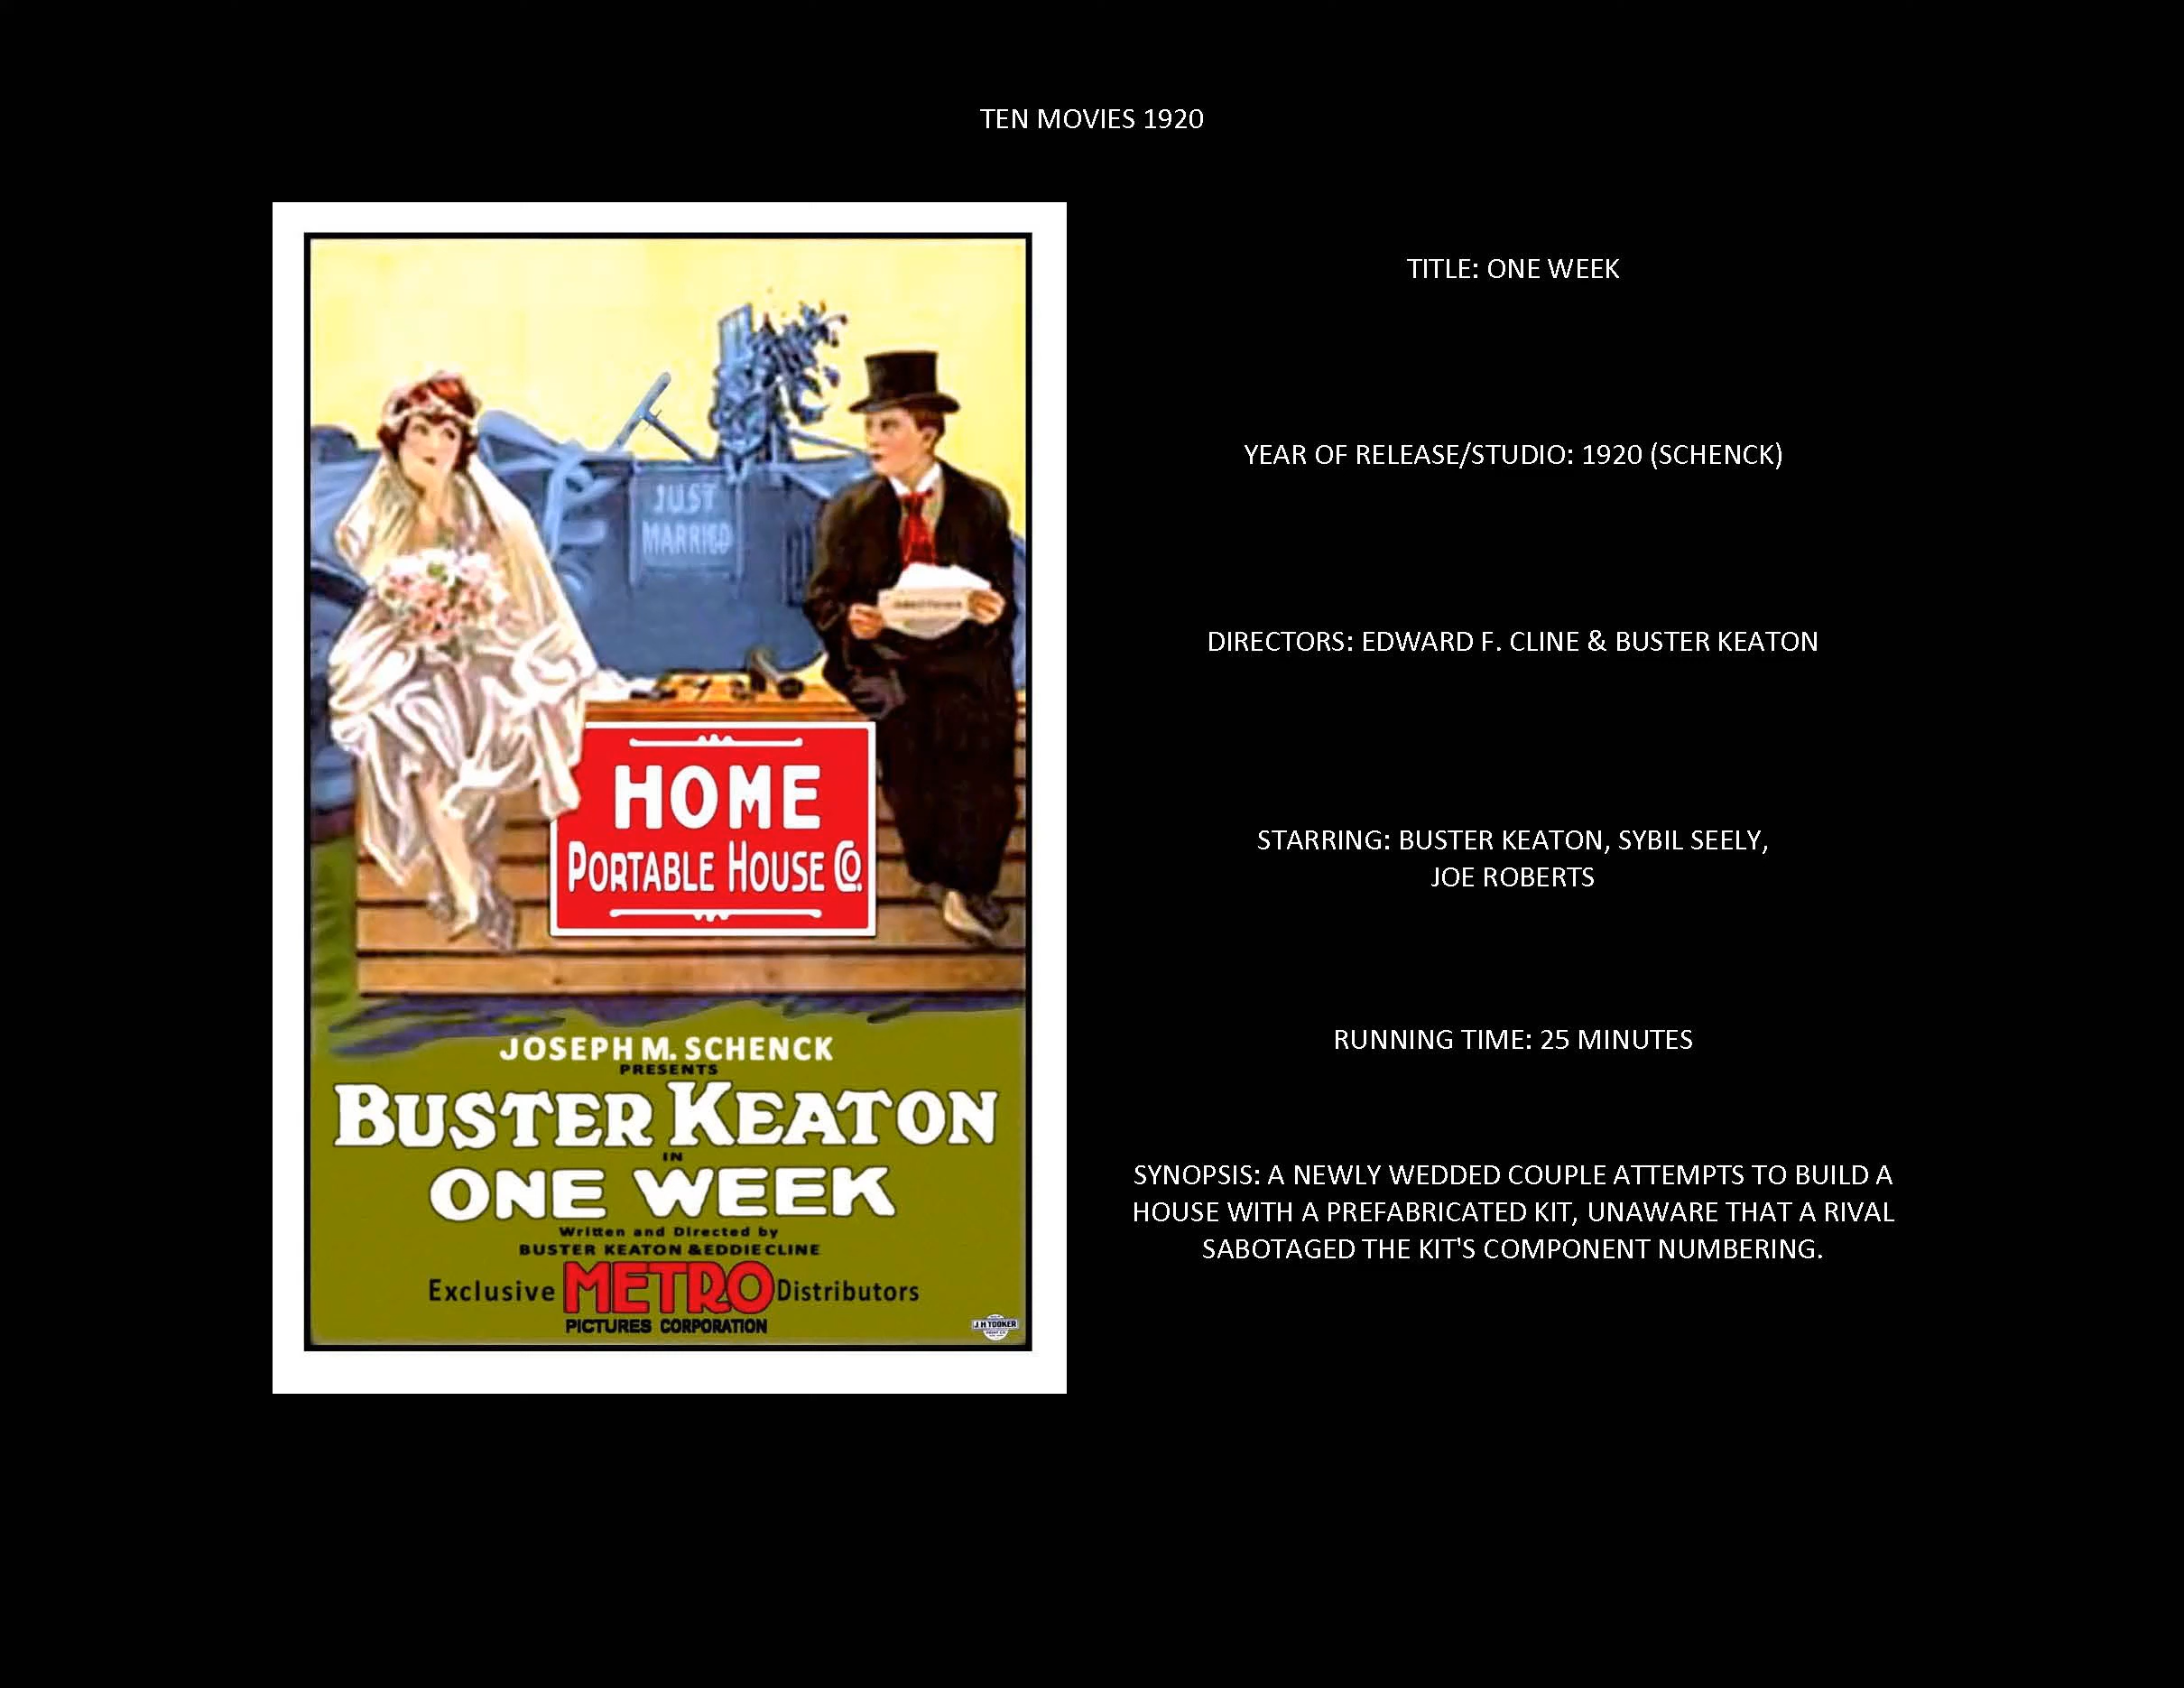 TEN MOVIES 1920
JUST
MARRIED
HOME
PORTABLE HOUSE CO.
JOSEPH M. SCHENCK
PRESENTS
BUSTER KEATON
IN
ONE WEEK
Written and Directed by
BUSTER KEATON & EDDIE CLINE
Exclusive METRO Distributors
PICTURES CORPORATION
J H TOOKER
TITLE: ONE WEEK
YEAR OF RELEASE/STUDIO: 1920 (SCHENCK)
DIRECTORS: EDWARD F. CLINE & BUSTER KEATON
STARRING: BUSTER KEATON, SYBIL SEELY,
JOE ROBERTS
RUNNING TIME: 25 MINUTES
SYNOPSIS: A NEWLY WEDDED COUPLE ATTEMPTS TO BUILD A
HOUSE WITH A PREFABRICATED KIT, UNAWARE THAT A RIVAL
SABOTAGED THE KIT'S COMPONENT NUMBERING.